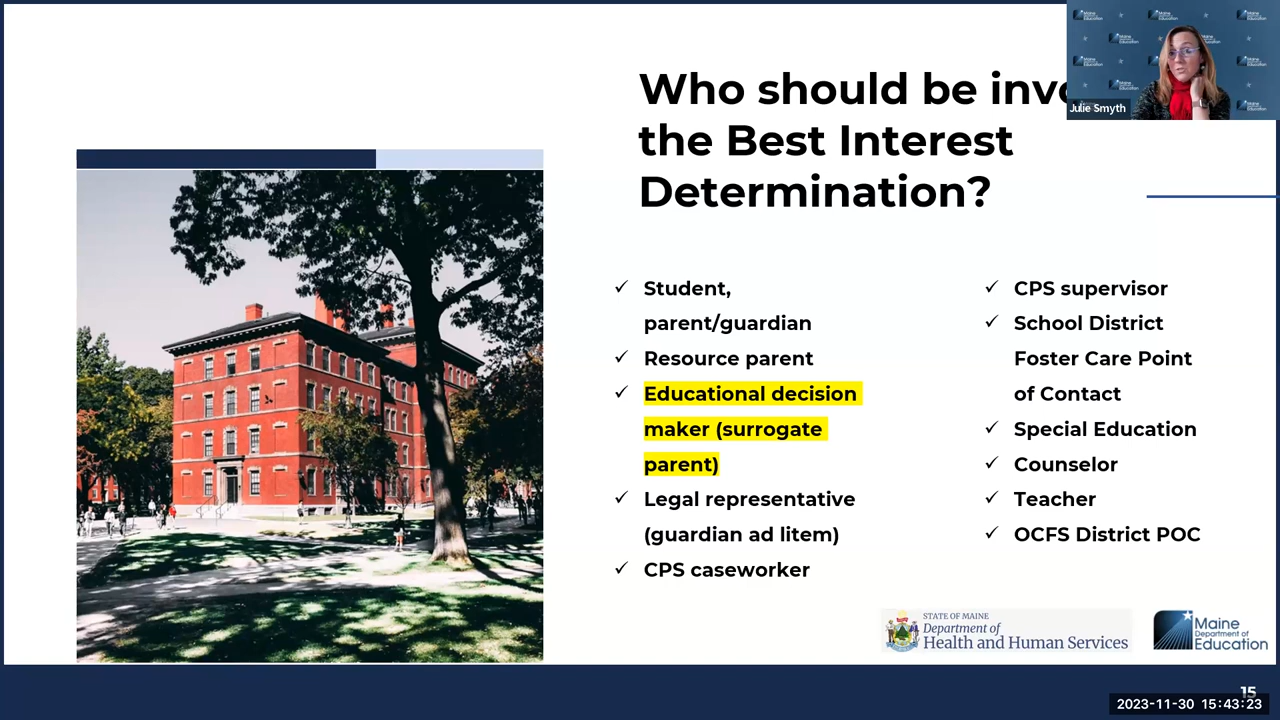 Who should be inv
the Best Interest
Determination?
Julie Smyth
✓ Student,
parent/guardian
✓ Resource parent
✓ Educational decision
maker (surrogate
parent)
✓ Legal representative
(guardian ad litem)
✓ CPS caseworker
✓ CPS supervisor
✓ School District
Foster Care Point
of Contact
✓ Special Education
✓ Counselor
✓ Teacher
✓ OCFS District POC
STATE OF MAINE
Department of
Health and Human Services
Maine
Department of
Education
15
2023-11-30 15:43:23